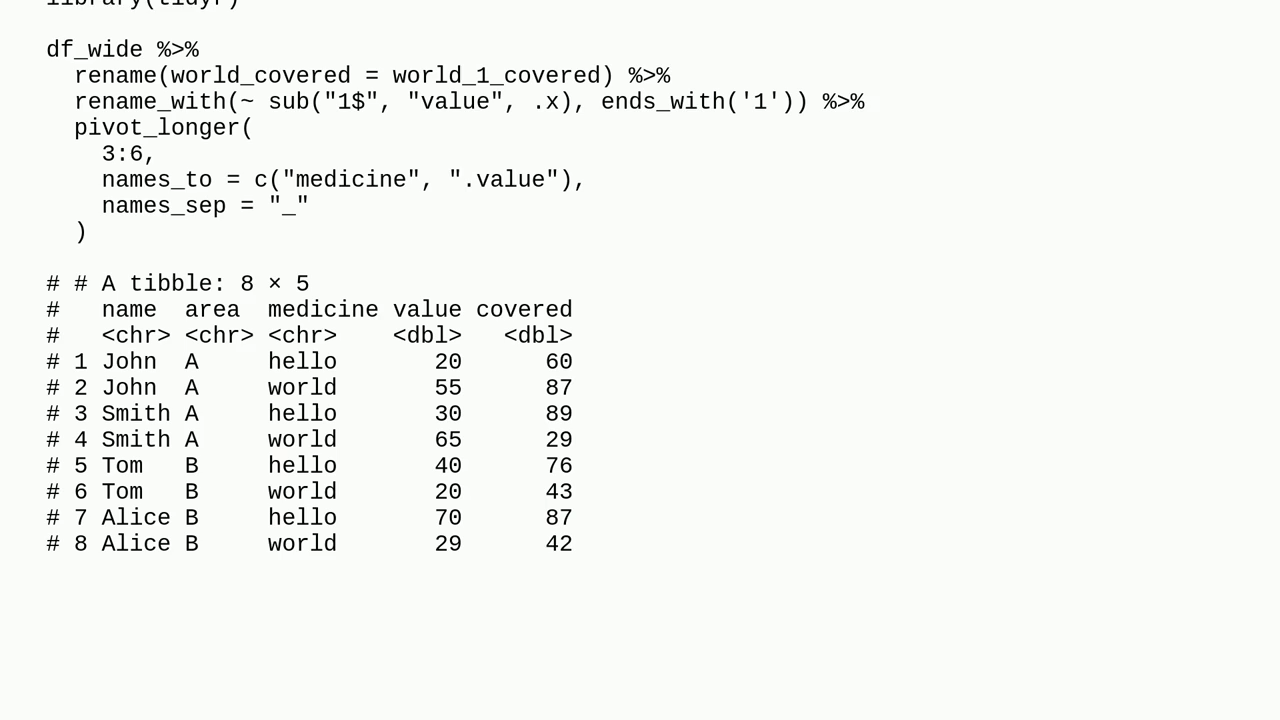 library(tidyr)
df_wide %>%
  rename(world_covered = world_1_covered) %>%
  rename_with(~ sub("1$", "value", .x), ends_with('1')) %>%
  pivot_longer(
    3:6,
    names_to = c("medicine", ".value"),
    names_sep = "_"
  )
# # A tibble: 8 × 5
#   name  area  medicine value covered
#   <chr> <chr> <chr>    <dbl>   <dbl>
# 1 John  A     hello       20      60
# 2 John  A     world       55      87
# 3 Smith A     hello       30      89
# 4 Smith A     world       65      29
# 5 Tom   B     hello       40      76
# 6 Tom   B     world       20      43
# 7 Alice B     hello       70      87
# 8 Alice B     world       29      42